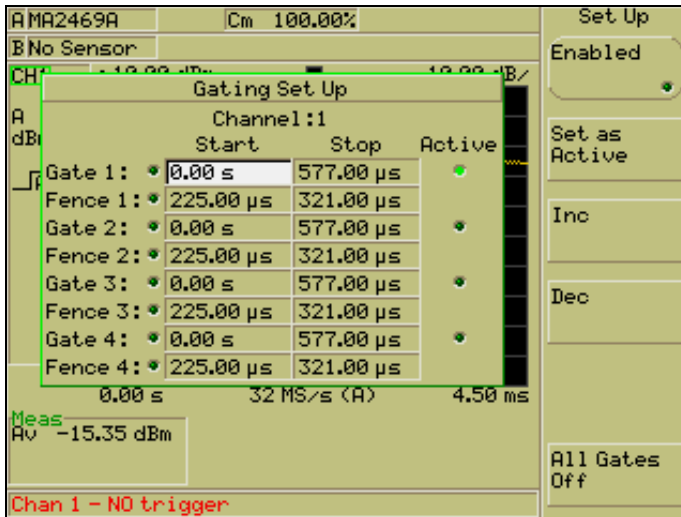 A MA2469A Cm 100.00% Set Up
B No Sensor
Enabled
CH1 dB/
Gating Set Up
A
Channel:1
Start Stop Active
Set as
Active
Gate 1: 0.00 s 577.00 µs
Fence 1: 225.00 µs 321.00 µs
Inc
Gate 2: 0.00 s 577.00 µs
Fence 2: 225.00 µs 321.00 µs
Gate 3: 0.00 s 577.00 µs
Dec
Fence 3: 225.00 µs 321.00 µs
Gate 4: 0.00 s 577.00 µs
Fence 4: 225.00 µs 321.00 µs
0.00 s 32 MS/s (A) 4.50 ms
Meas
Av -15.35 dBm
All Gates
Off
Chan 1 - NO trigger